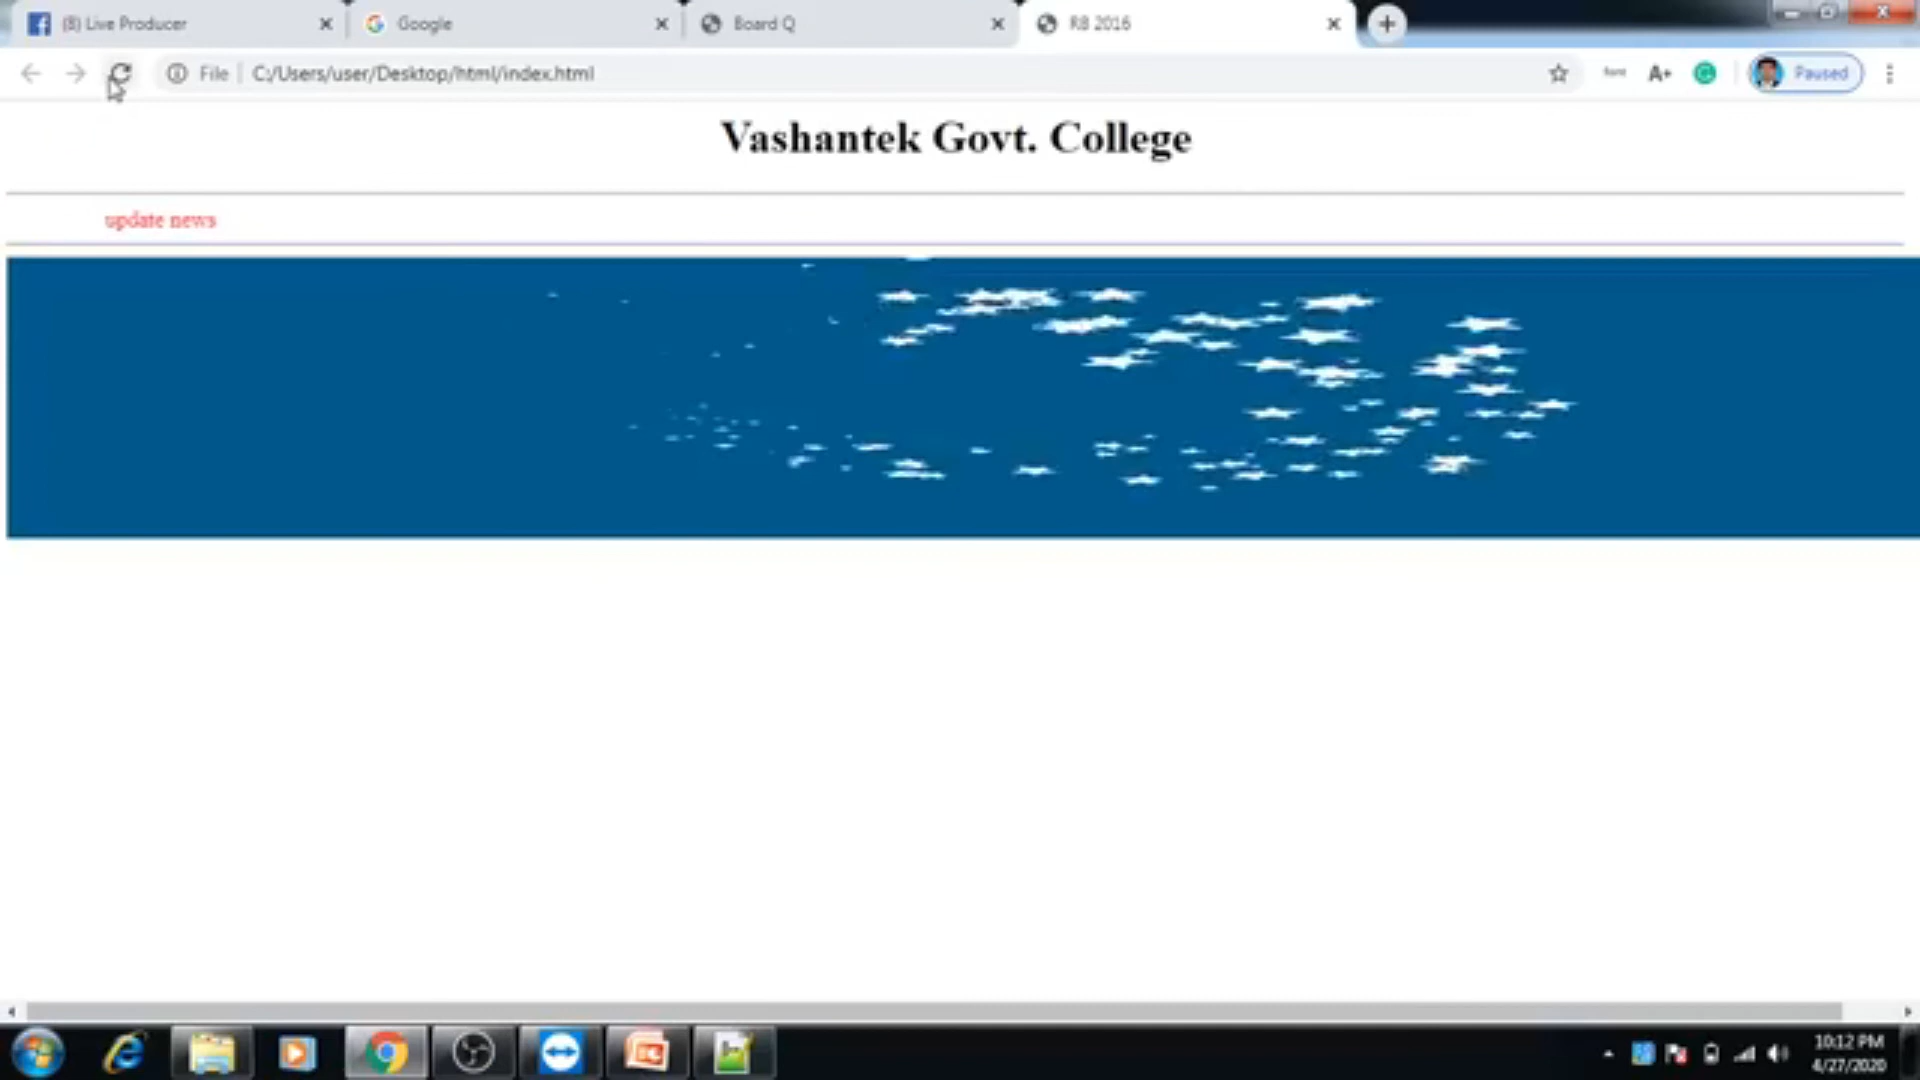 (8) Live Producer
Google
Board Q
RB 2016
File
C:/Users/user/Desktop/html/index.html
A+
Paused
Vashantek Govt. College
update news
10:12 PM
4/27/2020